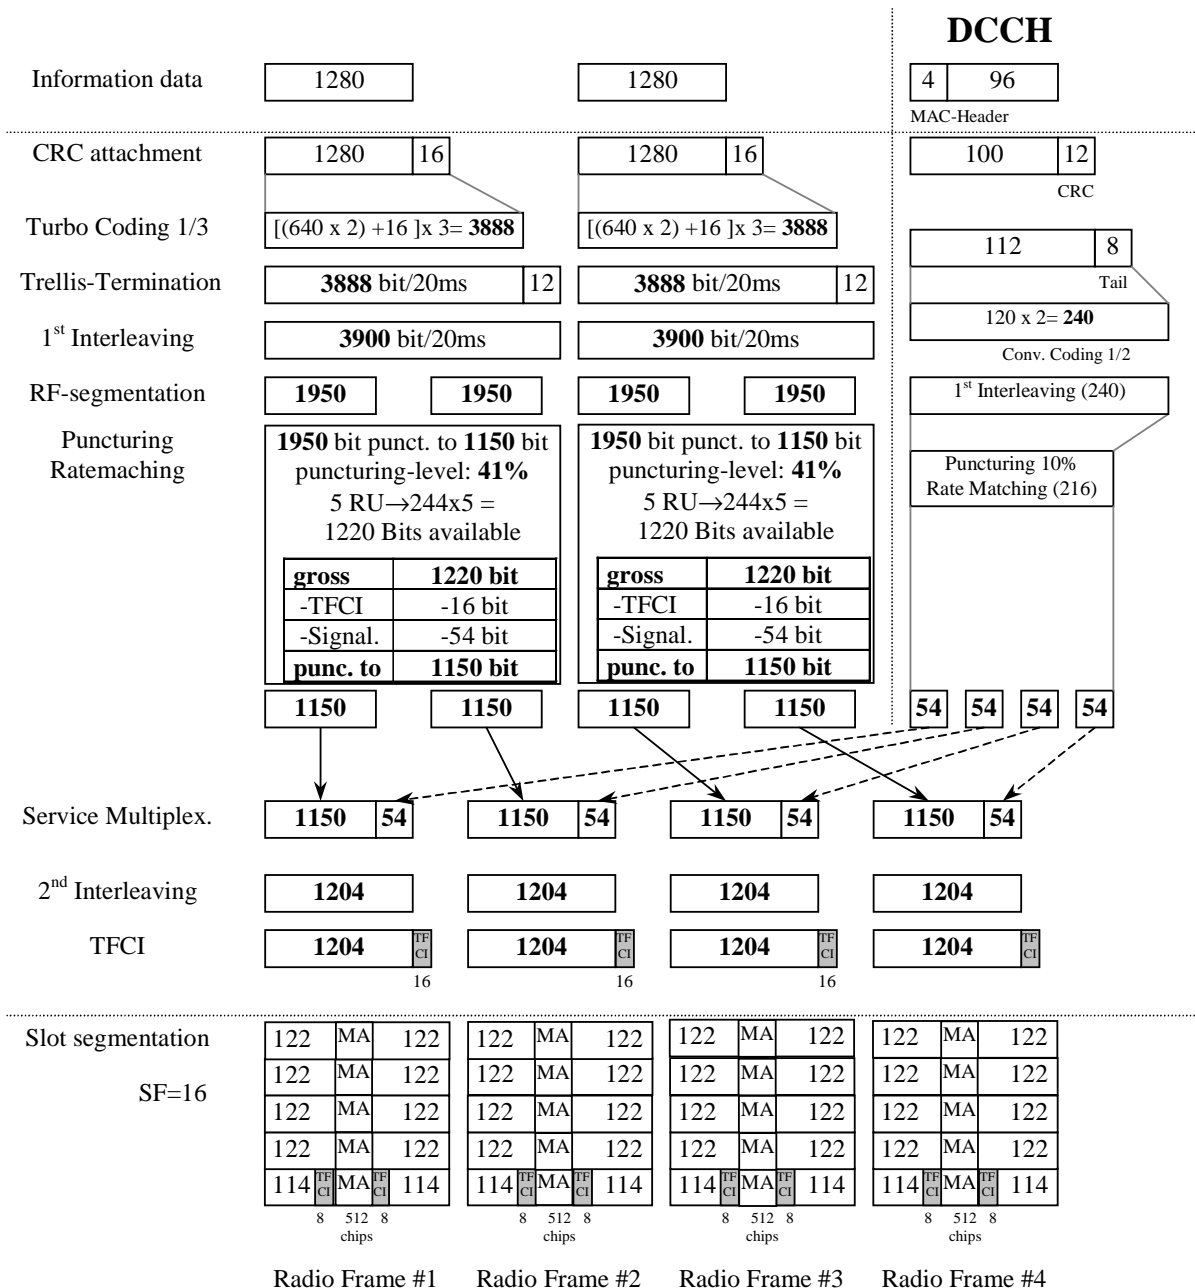 DCCH
Information data 1280 1280 4 96
MAC-Header
CRC attachment 1280 16 1280 16 100 12
CRC
Turbo Coding 1/3 [(640 x 2) +16 ]x 3= 3888 [(640 x 2) +16 ]x 3= 3888
112 8
Tail
Trellis-Termination 3888 bit/20ms 12 3888 bit/20ms 12
120 x 2= 240
Conv. Coding 1/2
1st Interleaving 3900 bit/20ms 3900 bit/20ms
RF-segmentation 1950 1950 1950 1950 1st Interleaving (240)
Puncturing
Ratemaching
1950 bit punct. to 1150 bit
puncturing-level: 41%
5 RU→244x5 =
1220 Bits available
gross 1220 bit
-TFCI -16 bit
-Signal. -54 bit
punc. to 1150 bit
1950 bit punct. to 1150 bit
puncturing-level: 41%
5 RU→244x5 =
1220 Bits available
gross 1220 bit
-TFCI -16 bit
-Signal. -54 bit
punc. to 1150 bit
Puncturing 10%
Rate Matching (216)
1150 1150 1150 1150 54 54 54 54
Service Multiplex. 1150 54 1150 54 1150 54 1150 54
2nd Interleaving 1204 1204 1204 1204
TFCI 1204 TF CI 1204 TF CI 1204 TF CI 1204 TF CI
16 16 16
Slot segmentation 122 MA 122 122 MA 122 122 MA 122 122 MA 122
SF=16 122 MA 122 122 MA 122 122 MA 122 122 MA 122
122 MA 122 122 MA 122 122 MA 122 122 MA 122
122 MA 122 122 MA 122 122 MA 122 122 MA 122
114 TF CI MA TF CI 114 114 TF CI MA TF CI 114 114 TF CI MA TF CI 114 114 TF CI MA TF CI 114
8 512 8 8 512 8 8 512 8 8 512 8
chips chips chips chips
Radio Frame #1 Radio Frame #2 Radio Frame #3 Radio Frame #4